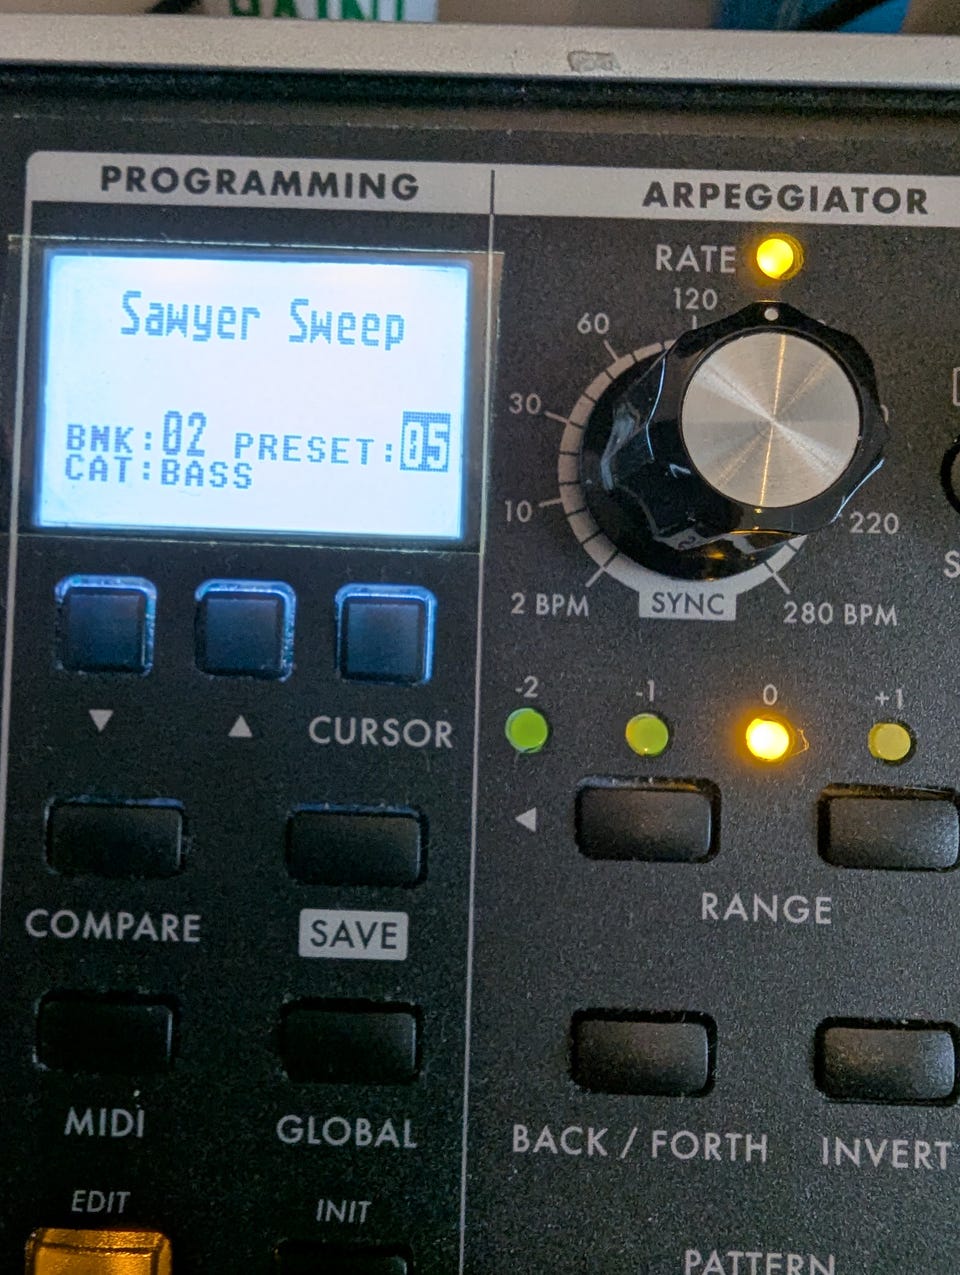 PROGRAMMING
ARPEGGIATOR
Sawyer Sweep
BNK:02 PRESET:05
CAT:BASS
RATE
120
60
30
10
220
2 BPM
SYNC
280 BPM
-2
-1
0
+1
CURSOR
RANGE
COMPARE
SAVE
MIDI
GLOBAL
BACK / FORTH
INVERT
EDIT
INIT
PATTERN